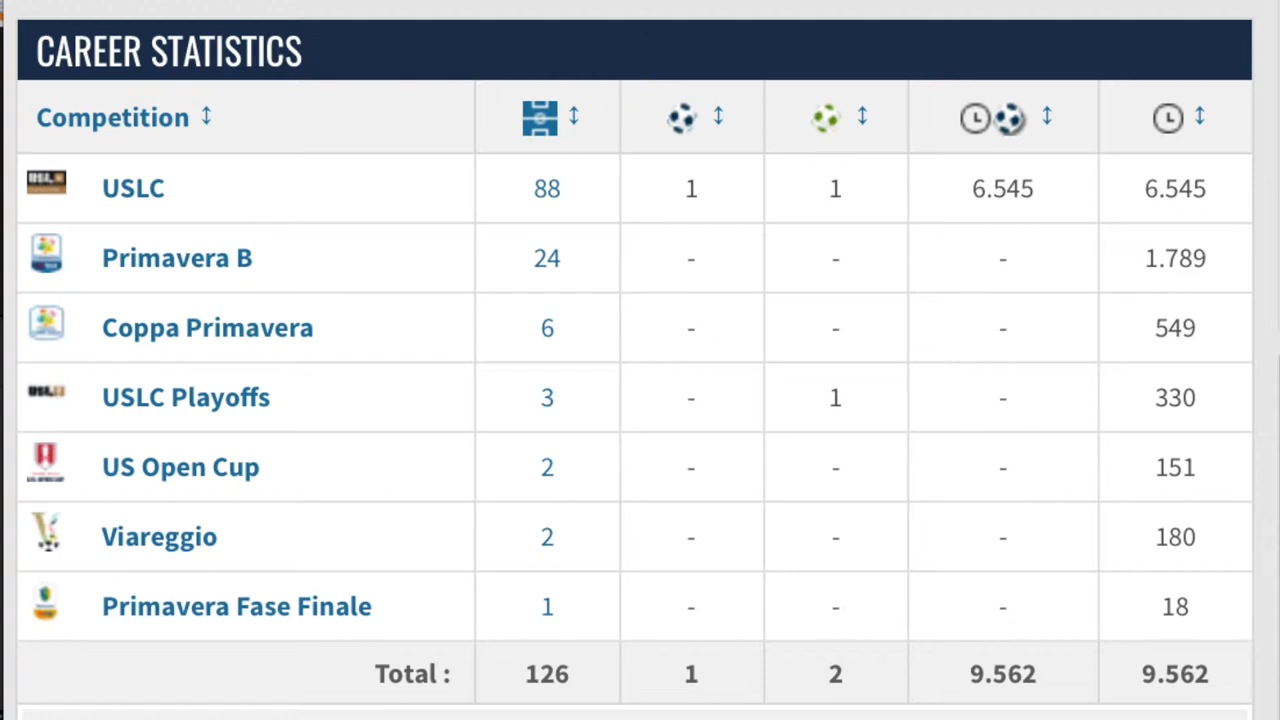 CAREER STATISTICS
Competition
USLC 88 1 1 6.545 6.545
Primavera B 24 - - - 1.789
Coppa Primavera 6 - - - 549
USLC Playoffs 3 - 1 - 330
US Open Cup 2 - - - 151
Viareggio 2 - - - 180
Primavera Fase Finale 1 - - - 18
Total : 126 1 2 9.562 9.562